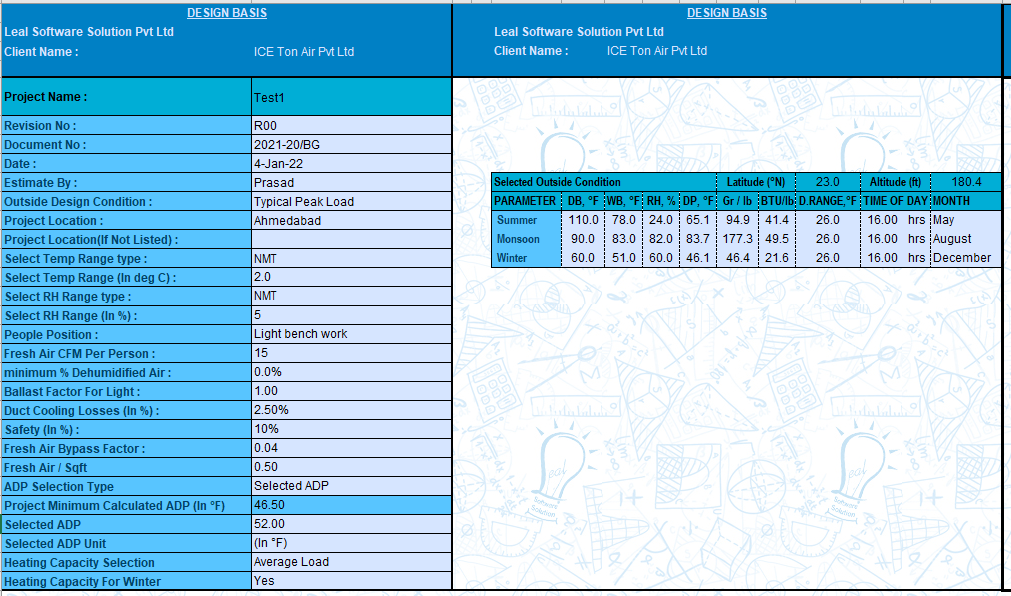 DESIGN BASIS
Leal Software Solution Pvt Ltd
Client Name : ICE Ton Air Pvt Ltd
Project Name : Test1
Revision No : R00
Document No : 2021-20/BG
Date : 4-Jan-22
Estimate By : Prasad
Outside Design Condition : Typical Peak Load
Project Location : Ahmedabad
Project Location(If Not Listed) :
Select Temp Range type : NMT
Select Temp Range (In deg C) : 2.0
Select RH Range type : NMT
Select RH Range (In %) : 5
People Position : Light bench work
Fresh Air CFM Per Person : 15
minimum % Dehumidified Air : 0.0%
Ballast Factor For Light : 1.00
Duct Cooling Losses (In %) : 2.50%
Safety (In %) : 10%
Fresh Air Bypass Factor : 0.04
Fresh Air / Sqft 0.50
ADP Selection Type Selected ADP
Project Minimum Calculated ADP (In °F) 46.50
Selected ADP 52.00
Selected ADP Unit (In °F)
Heating Capacity Selection Average Load
Heating Capacity For Winter Yes
DESIGN BASIS
Leal Software Solution Pvt Ltd
Client Name : ICE Ton Air Pvt Ltd
Selected Outside Condition Latitude (°N) 23.0 Altitude (ft) 180.4
PARAMETER DB, °F WB, °F RH, % DP, °F Gr / lb BTU/lb D.RANGE,°F TIME OF DAY MONTH
Summer 110.0 78.0 24.0 65.1 94.9 41.4 26.0 16.00 hrs May
Monsoon 90.0 83.0 82.0 83.7 177.3 49.5 26.0 16.00 hrs August
Winter 60.0 51.0 60.0 46.1 46.4 21.6 26.0 16.00 hrs December